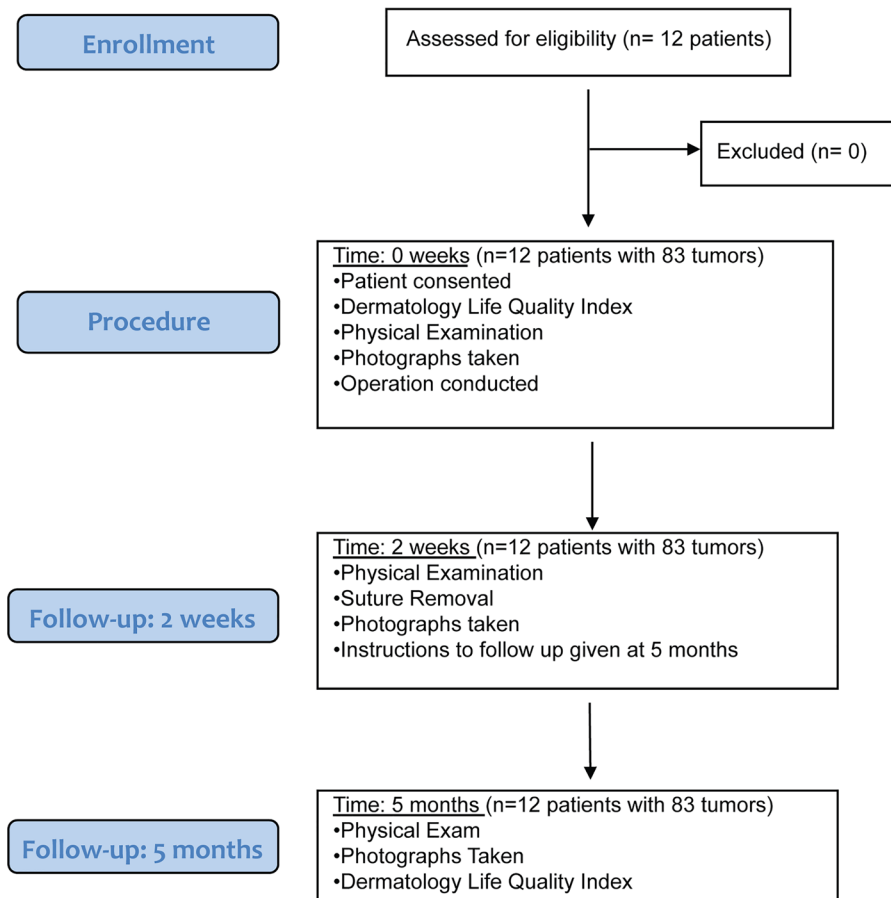 Enrollment
Assessed for eligibility (n= 12 patients)
Excluded (n= 0)
Procedure
Time: 0 weeks (n=12 patients with 83 tumors)
•Patient consented
•Dermatology Life Quality Index
•Physical Examination
•Photographs taken
•Operation conducted
Follow-up: 2 weeks
Time: 2 weeks (n=12 patients with 83 tumors)
•Physical Examination
•Suture Removal
•Photographs taken
•Instructions to follow up given at 5 months
Follow-up: 5 months
Time: 5 months (n=12 patients with 83 tumors)
•Physical Exam
•Photographs Taken
•Dermatology Life Quality Index